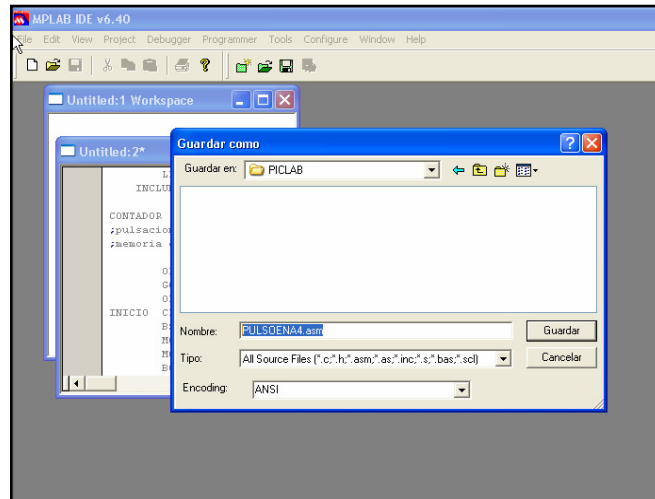 MPLAB IDE v6.40
File Edit View Project Debugger Programmer Tools Configure Window Help
Untitled:1 Workspace
Untitled:2*
INCLU
CONTADOR
;pulsacion
;memoria
INICIO
Guardar como
Guardar en: PICLAB
Nombre: PULSOENA4.asm Guardar
Tipo: All Source Files (*.c;*.h;*.asm;*.as;*.inc;*.s;*.bas;*.scl) Cancelar
Encoding: ANSI